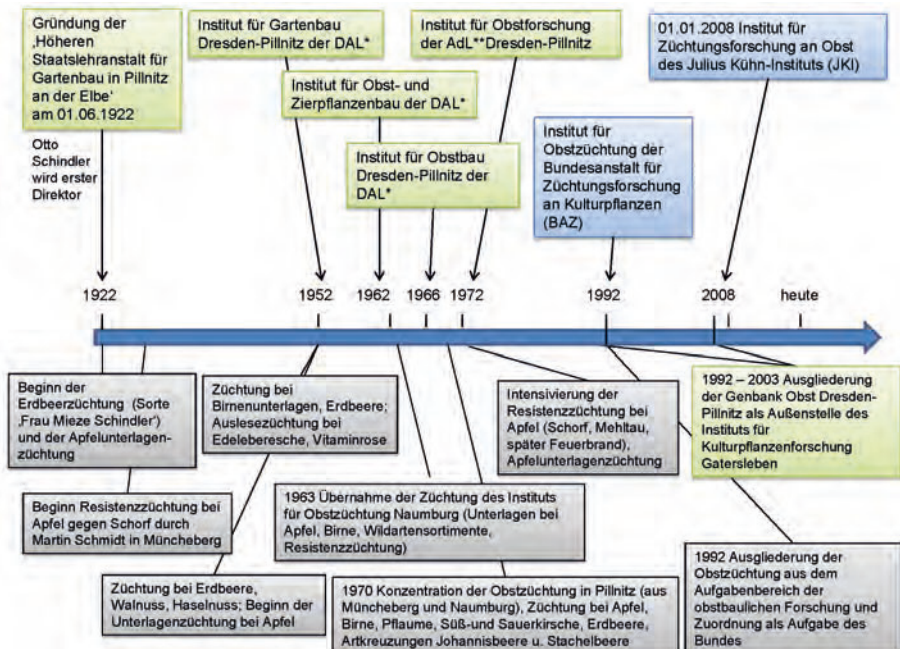 Gründung der
‚Höheren
Staatslehranstalt für
Gartenbau in Pillnitz
an der Elbe'
am 01.06.1922
Otto
Schindler
wird erster
Direktor
Institut für Gartenbau
Dresden-Pillnitz der DAL*
Institut für Obst- und
Zierpflanzenbau der DAL*
Institut für Obstbau
Dresden-Pillnitz der
DAL*
Institut für Obstforschung
der AdL**Dresden-Pillnitz
Institut für
Obstzüchtung der
Bundesanstalt für
Züchtungsforschung
an Kulturpflanzen
(BAZ)
01.01.2008 Institut für
Züchtungsforschung an Obst
des Julius Kühn-Instituts (JKI)
1922 1952 1962 1966 1972 1992 2008 heute
Beginn der
Erdbeerzüchtung (Sorte
‚Frau Mieze Schindler')
und der Apfelunterlagen-
züchtung
Beginn Resistenzzüchtung bei
Apfel gegen Schorf durch
Martin Schmidt in Müncheberg
Züchtung bei
Birnenunterlagen, Erdbeere;
Auslesezüchtung bei
Edeleberesche, Vitaminrose
Züchtung bei Erdbeere,
Walnuss, Haselnuss; Beginn der
Unterlagenzüchtung bei Apfel
1963 Übernahme der Züchtung des Instituts
für Obstzüchtung Naumburg (Unterlagen bei
Apfel, Birne, Wildartensortimente,
Resistenzzüchtung)
1970 Konzentration der Obstzüchtung in Pillnitz (aus
Müncheberg und Naumburg), Züchtung bei Apfel,
Birne, Pflaume, Süß-und Sauerkirsche, Erdbeere,
Artkreuzungen Johannisbeere u. Stachelbeere
Intensivierung der
Resistenzzüchtung bei
Apfel (Schorf, Mehltau,
später Feuerbrand),
Apfelunterlagenzüchtung
1992 – 2003 Ausgliederung
der Genbank Obst Dresden-
Pillnitz als Außenstelle des
Instituts für
Kulturpflanzenforschung
Gatersleben
1992 Ausgliederung der
Obstzüchtung aus dem
Aufgabenbereich der
obstbaulichen Forschung und
Zuordnung als Aufgabe des
Bundes